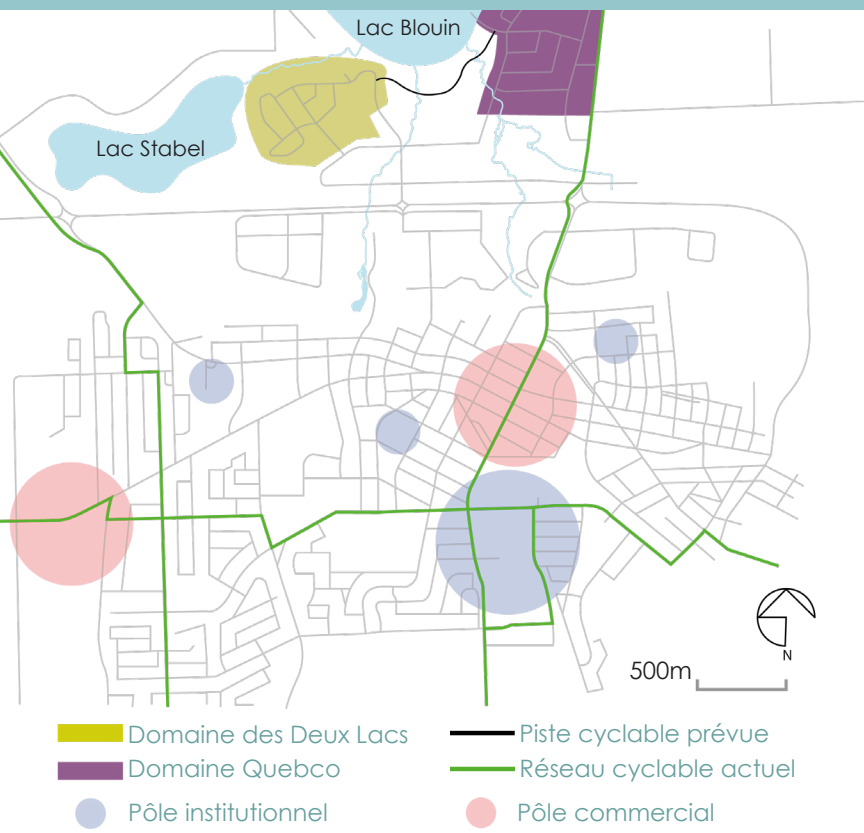 Lac Blouin
Lac Stabel
N
500m
Domaine des Deux Lacs
Piste cyclable prévue
Domaine Quebco
Réseau cyclable actuel
Pôle institutionnel
Pôle commercial